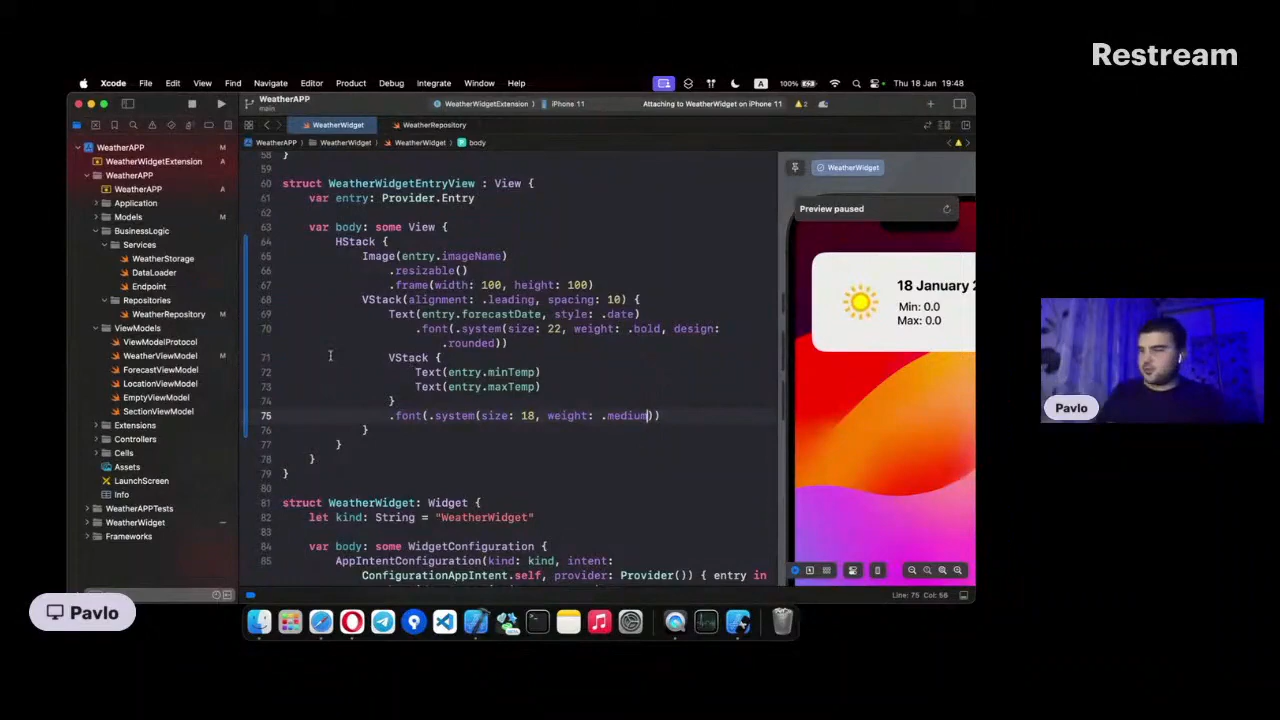 Restream
Xcode File Edit View Find Navigate Editor Product Debug Integrate Window Help A 100% Thu 18 Jan 19:48
WeatherAPP
main
WeatherWidgetExtension iPhone 11
Attaching to WeatherWidget on iPhone 11
2
WeatherWidget
WeatherRepository
WeatherAPP
WeatherWidgetExtension A
WeatherAPP
WeatherAPP A
Application
Models M
BusinessLogic
Services
WeatherStorage
DataLoader
Endpoint
Repositories
WeatherRepository M
ViewModels
ViewModelProtocol
WeatherViewModel M
ForecastViewModel
LocationViewModel
EmptyViewModel
SectionViewModel
Extensions
Controllers
Cells
Assets
LaunchScreen
Info
WeatherAPPTests
WeatherWidget
Frameworks
WeatherAPP WeatherWidget WeatherWidget body
58 }
59
60 struct WeatherWidgetEntryView : View {
61 var entry: Provider.Entry
62
63 var body: some View {
64 HStack {
65 Image(entry.imageName)
66 .resizable()
67 .frame(width: 100, height: 100)
68 VStack(alignment: .leading, spacing: 10) {
69 Text(entry.forecastDate, style: .date)
70 .font(.system(size: 22, weight: .bold, design:
.rounded))
71 VStack {
72 Text(entry.minTemp)
73 Text(entry.maxTemp)
74 }
75 .font(.system(size: 18, weight: .medium))
76 }
77 }
78 }
79 }
80
81 struct WeatherWidget: Widget {
82 let kind: String = "WeatherWidget"
83
84 var body: some WidgetConfiguration {
85 AppIntentConfiguration(kind: kind, intent:
ConfigurationAppIntent.self, provider: Provider()) { entry in
WeatherWidget
Preview paused
18 January 2
Min: 0.0
Max: 0.0
Line: 75 Col: 56
Pavlo
Pavlo